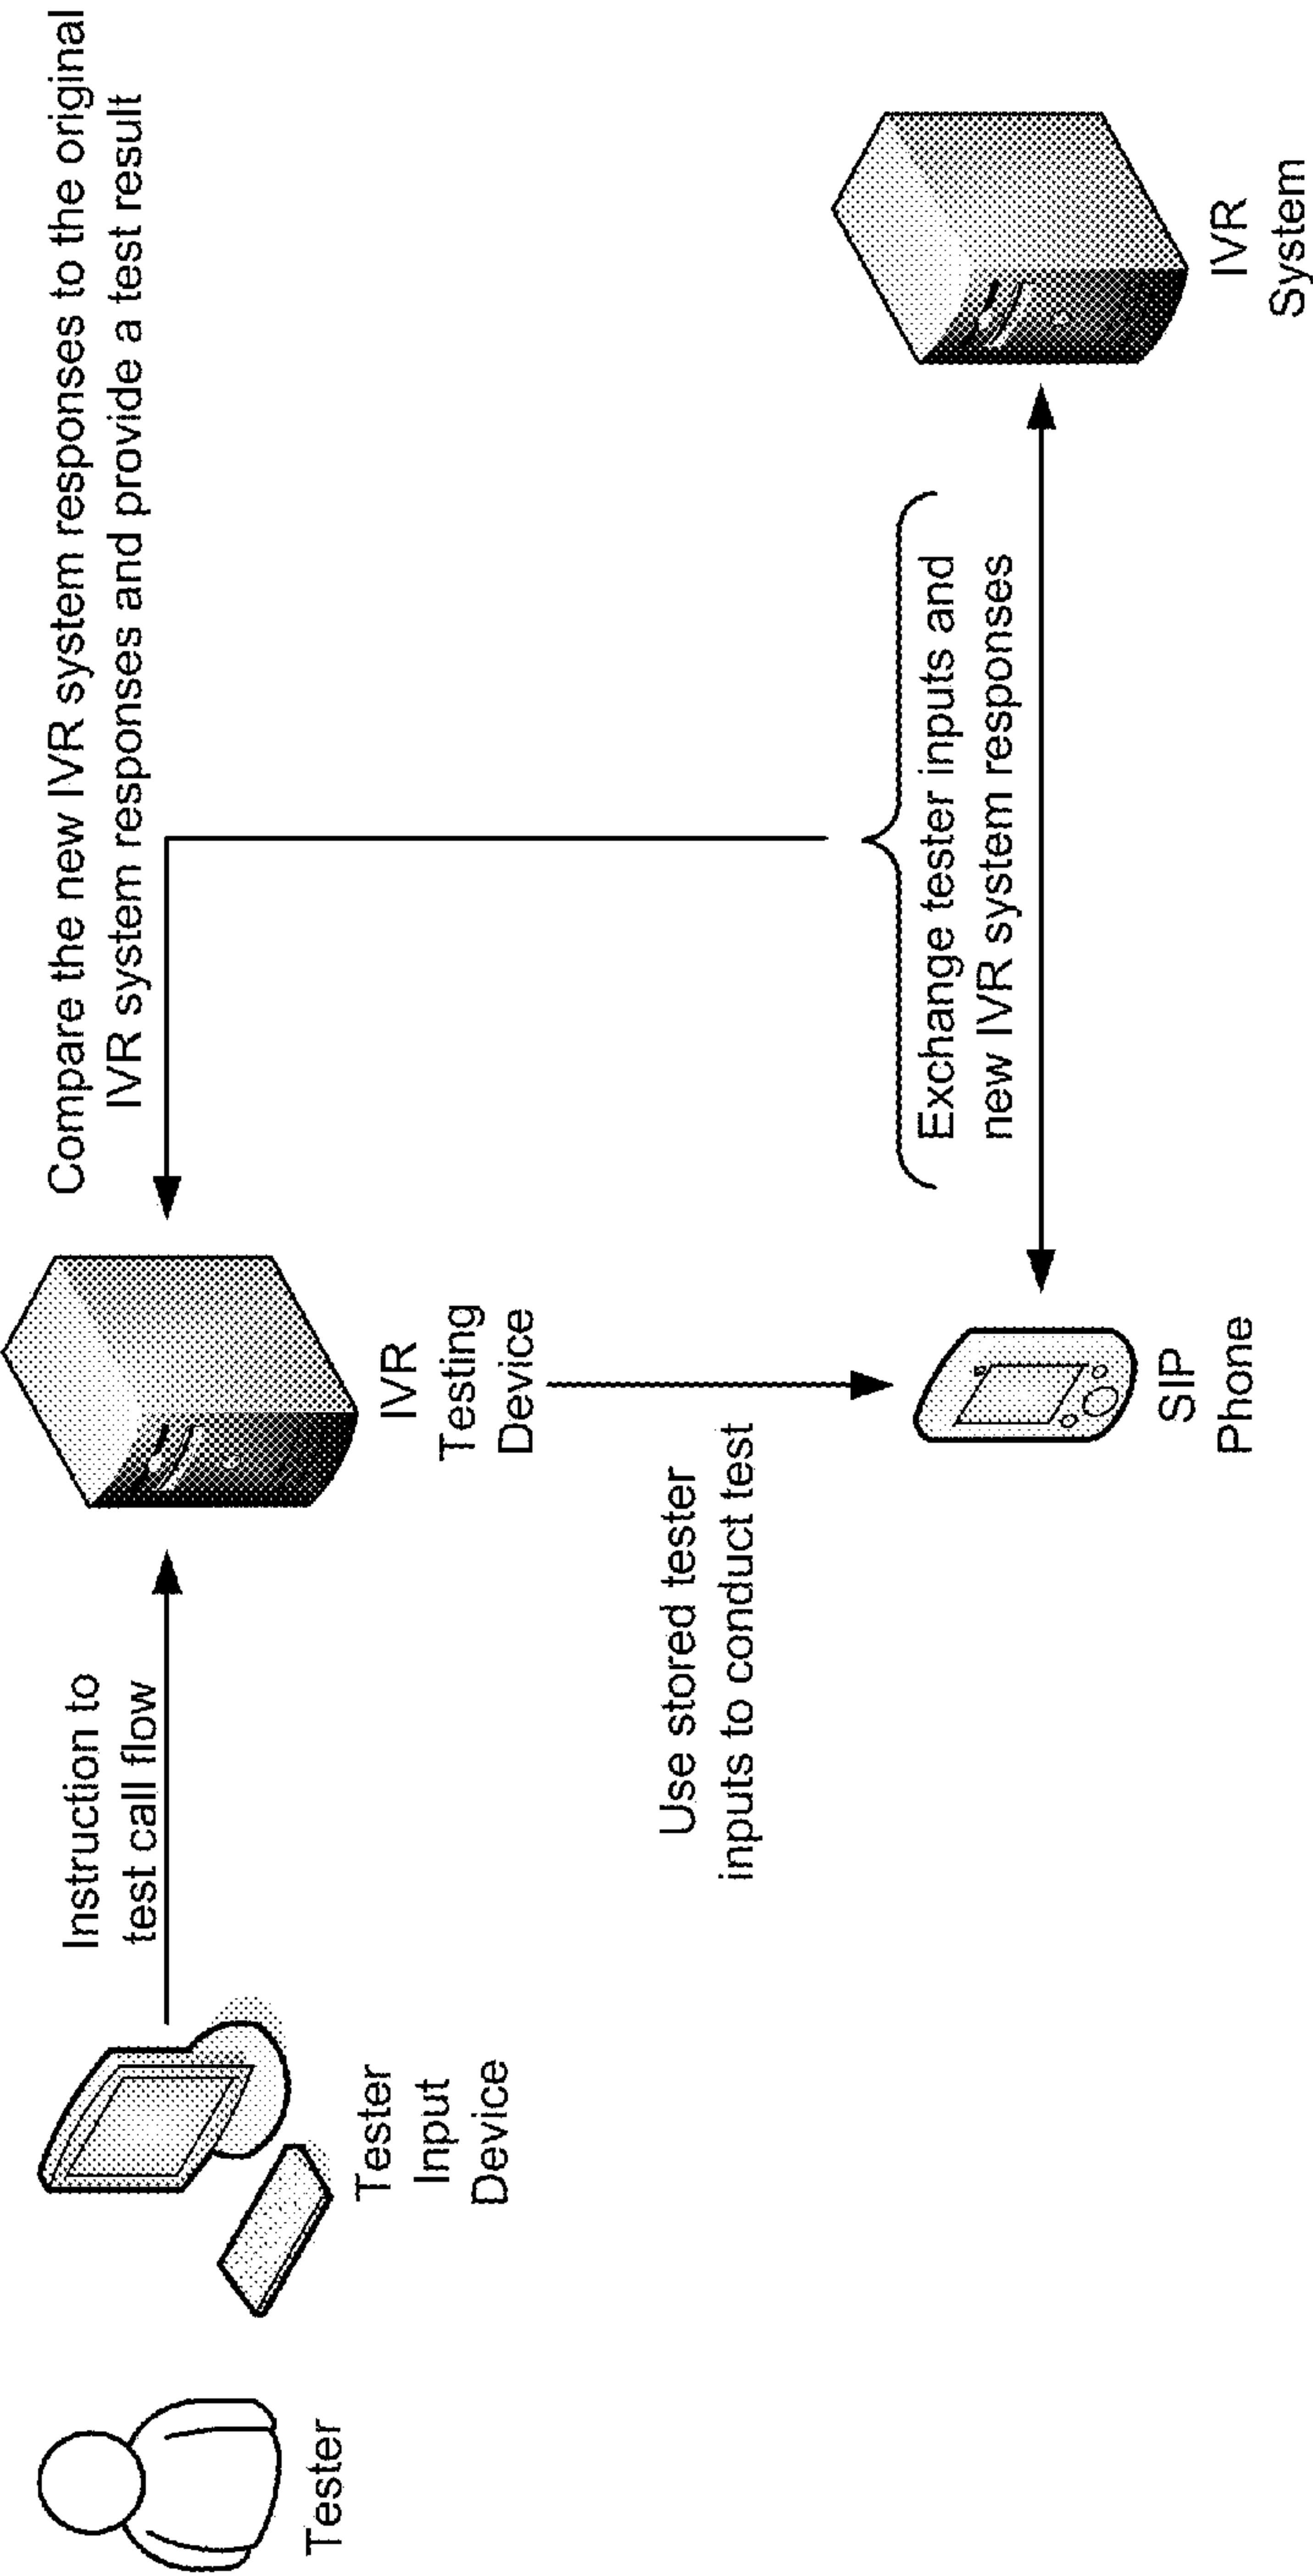 Compare the new IVR system responses to the original
IVR system responses and provide a test result
Instruction to
test call flow
Tester
Tester
Input
Device
IVR
Testing
Device
Use stored tester
inputs to conduct test
Exchange tester inputs and
new IVR system responses
SIP
Phone
IVR
System